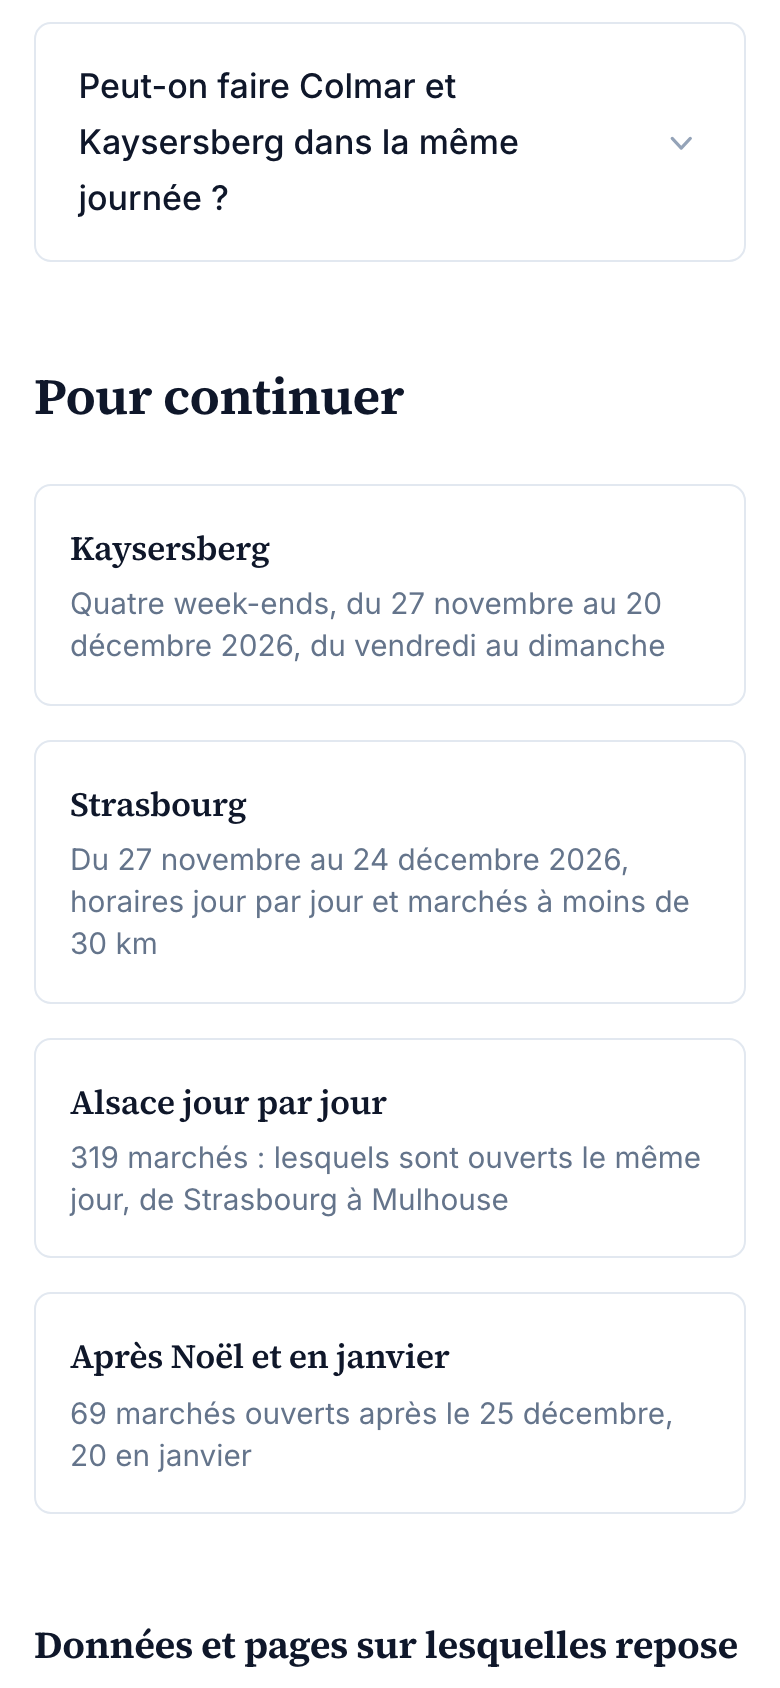 Peut-on faire Colmar et
Kaysersberg dans la même
journée ?
Pour continuer
Kaysersberg
Quatre week-ends, du 27 novembre au 20
décembre 2026, du vendredi au dimanche
Strasbourg
Du 27 novembre au 24 décembre 2026,
horaires jour par jour et marchés à moins de
30 km
Alsace jour par jour
319 marchés : lesquels sont ouverts le même
jour, de Strasbourg à Mulhouse
Après Noël et en janvier
69 marchés ouverts après le 25 décembre,
20 en janvier
Données et pages sur lesquelles repose